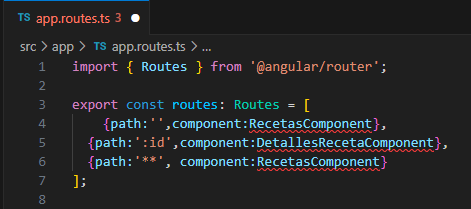 TS app.routes.ts 3 ●
src > app > TS app.routes.ts > ...
1 import { Routes } from '@angular/router';
2
3 export const routes: Routes = [
4     {path:'',component:RecetasComponent},
5   {path:':id',component:DetallesRecetaComponent},
6   {path:'**', component:RecetasComponent}
7 ];
8